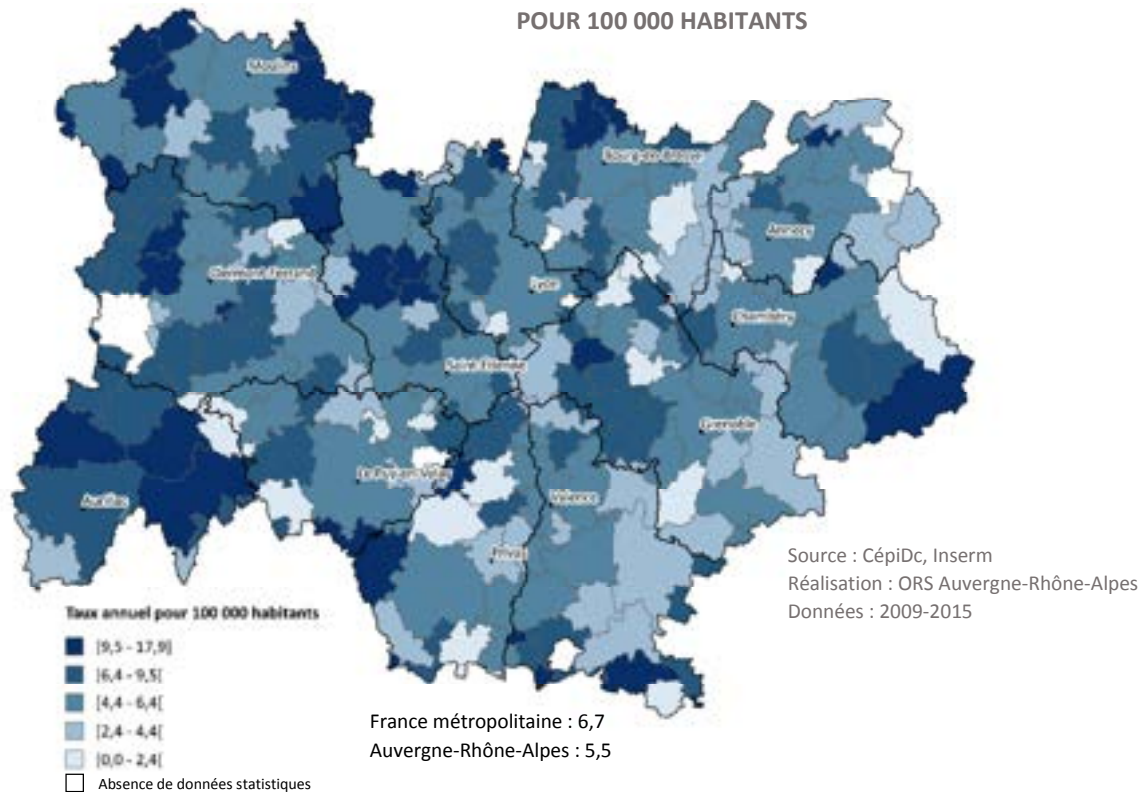 POUR 100 000 HABITANTS
Moulins
Bourg-en-Bresse
Annecy
Clermont-Ferrand
Lyon
Chambéry
Saint-Etienne
Grenoble
Le Puy-en-Velay
Aurillac
Valence
Privas
Source : CépiDc, Inserm
Réalisation : ORS Auvergne-Rhône-Alpes
Données : 2009-2015
Taux annuel pour 100 000 habitants
[9,5 - 17,9]
[6,4 - 9,5[
[4,4 - 6,4[
[2,4 - 4,4[
[0,0 - 2,4[
Absence de données statistiques
France métropolitaine : 6,7
Auvergne-Rhône-Alpes : 5,5